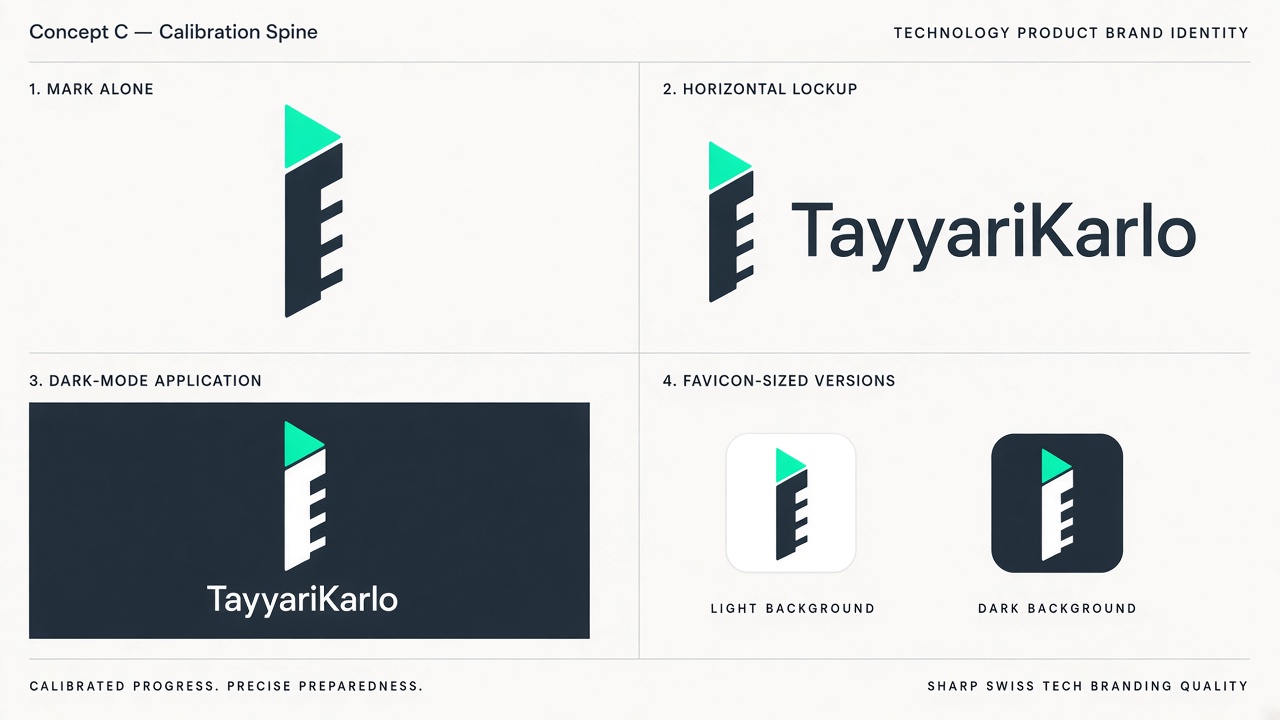 Concept C — Calibration Spine
TECHNOLOGY PRODUCT BRAND IDENTITY
1. MARK ALONE
2. HORIZONTAL LOCKUP
TayyariKarlo
3. DARK-MODE APPLICATION
TayyariKarlo
4. FAVICON-SIZED VERSIONS
LIGHT BACKGROUND
DARK BACKGROUND
CALIBRATED PROGRESS. PRECISE PREPAREDNESS.
SHARP SWISS TECH BRANDING QUALITY